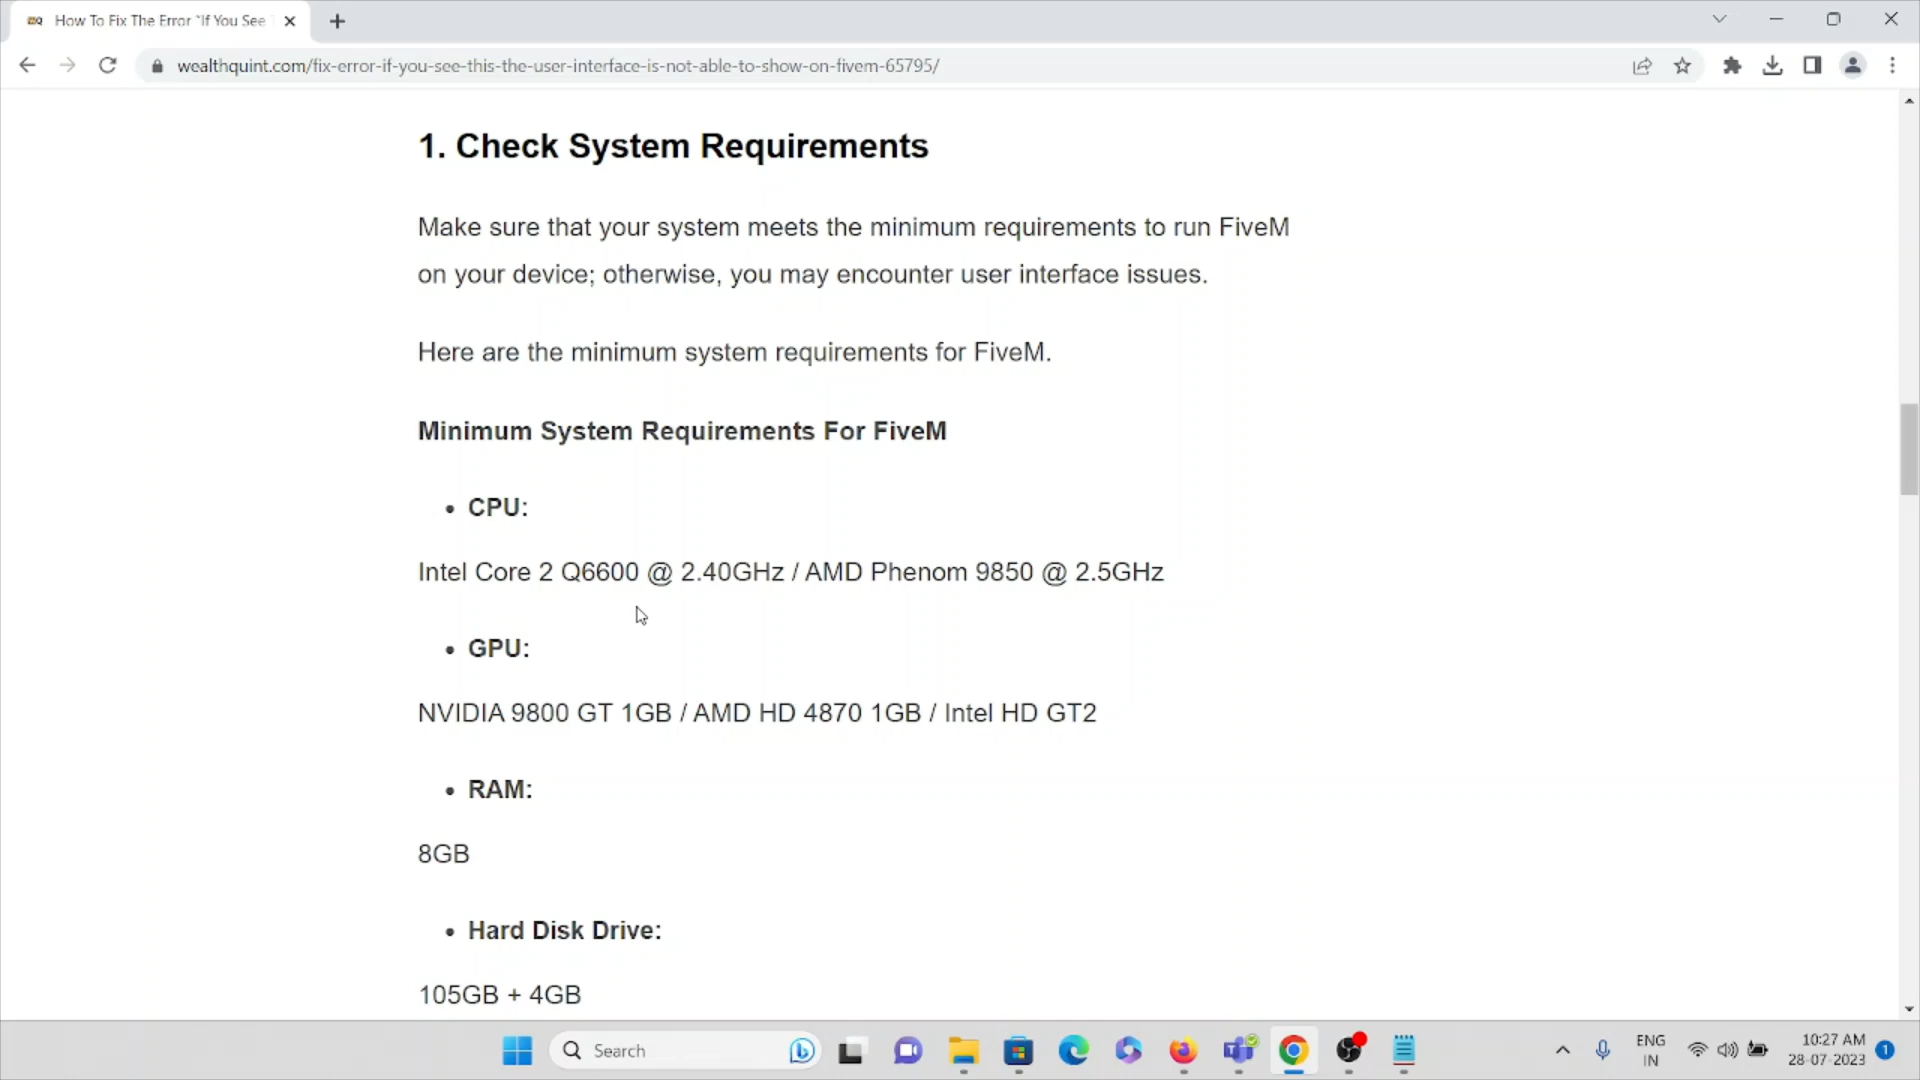 How To Fix The Error "If You See
wealthquint.com/fix-error-if-you-see-this-the-user-interface-is-not-able-to-show-on-fivem-65795/
1. Check System Requirements
Make sure that your system meets the minimum requirements to run FiveM
on your device; otherwise, you may encounter user interface issues.
Here are the minimum system requirements for FiveM.
Minimum System Requirements For FiveM
• CPU:
Intel Core 2 Q6600 @ 2.40GHz / AMD Phenom 9850 @ 2.5GHz
• GPU:
NVIDIA 9800 GT 1GB / AMD HD 4870 1GB / Intel HD GT2
• RAM:
8GB
• Hard Disk Drive:
105GB + 4GB
Search
ENG
IN
10:27 AM
28-07-2023
1